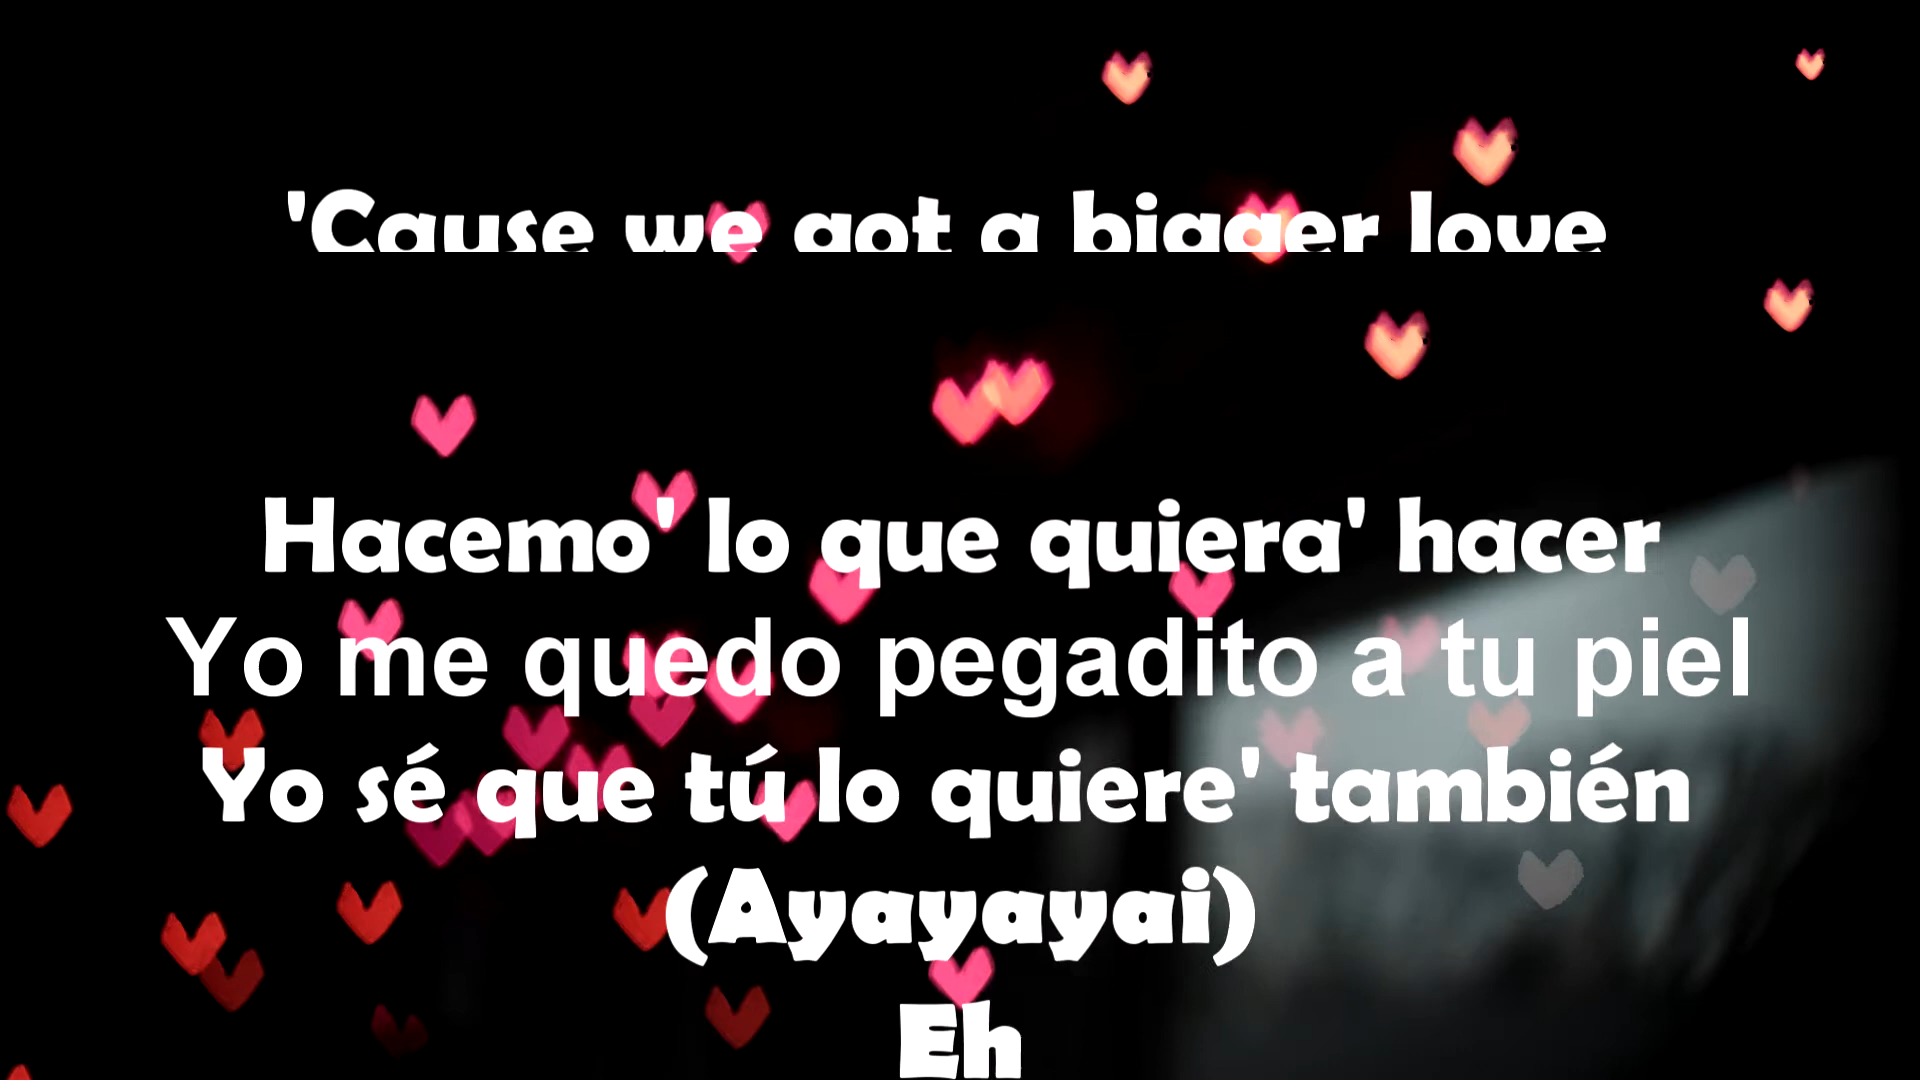 'Cause we got a bigger love
Hacemo' lo que quiera' hacer
Yo me quedo pegadito a tu piel
Yo sé que tú lo quiere' también
(Ayayayai)
Eh